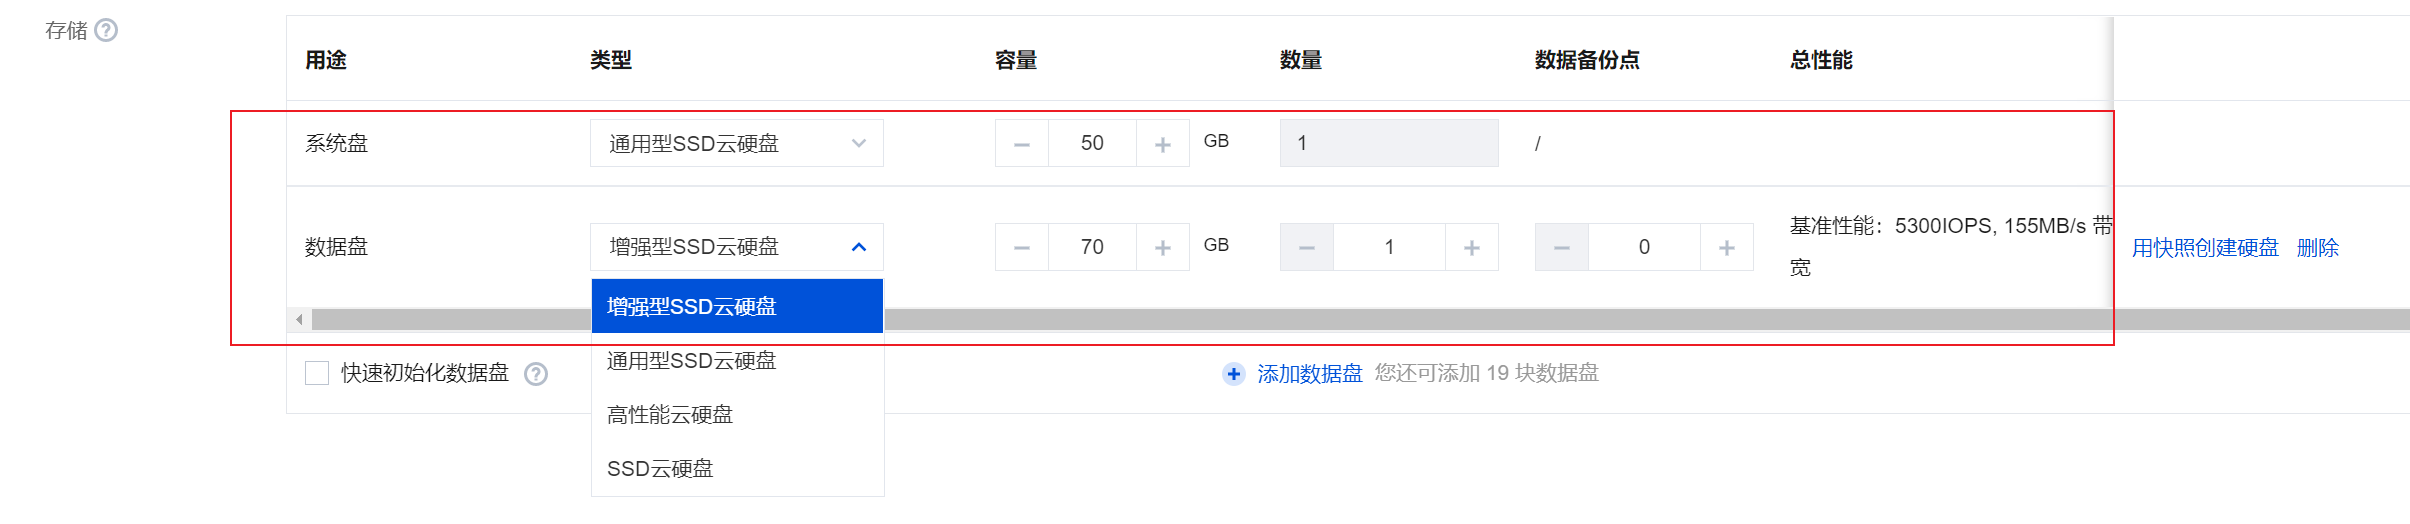 存储
用途 类型 容量 数量 数据备份点 总性能
系统盘 通用型SSD云硬盘 50 GB 1 /
数据盘 增强型SSD云硬盘 70 GB 1 0 基准性能：5300IOPS, 155MB/s 带宽 用快照创建硬盘 删除
增强型SSD云硬盘
通用型SSD云硬盘
高性能云硬盘
SSD云硬盘
快速初始化数据盘 添加数据盘 您还可添加 19 块数据盘